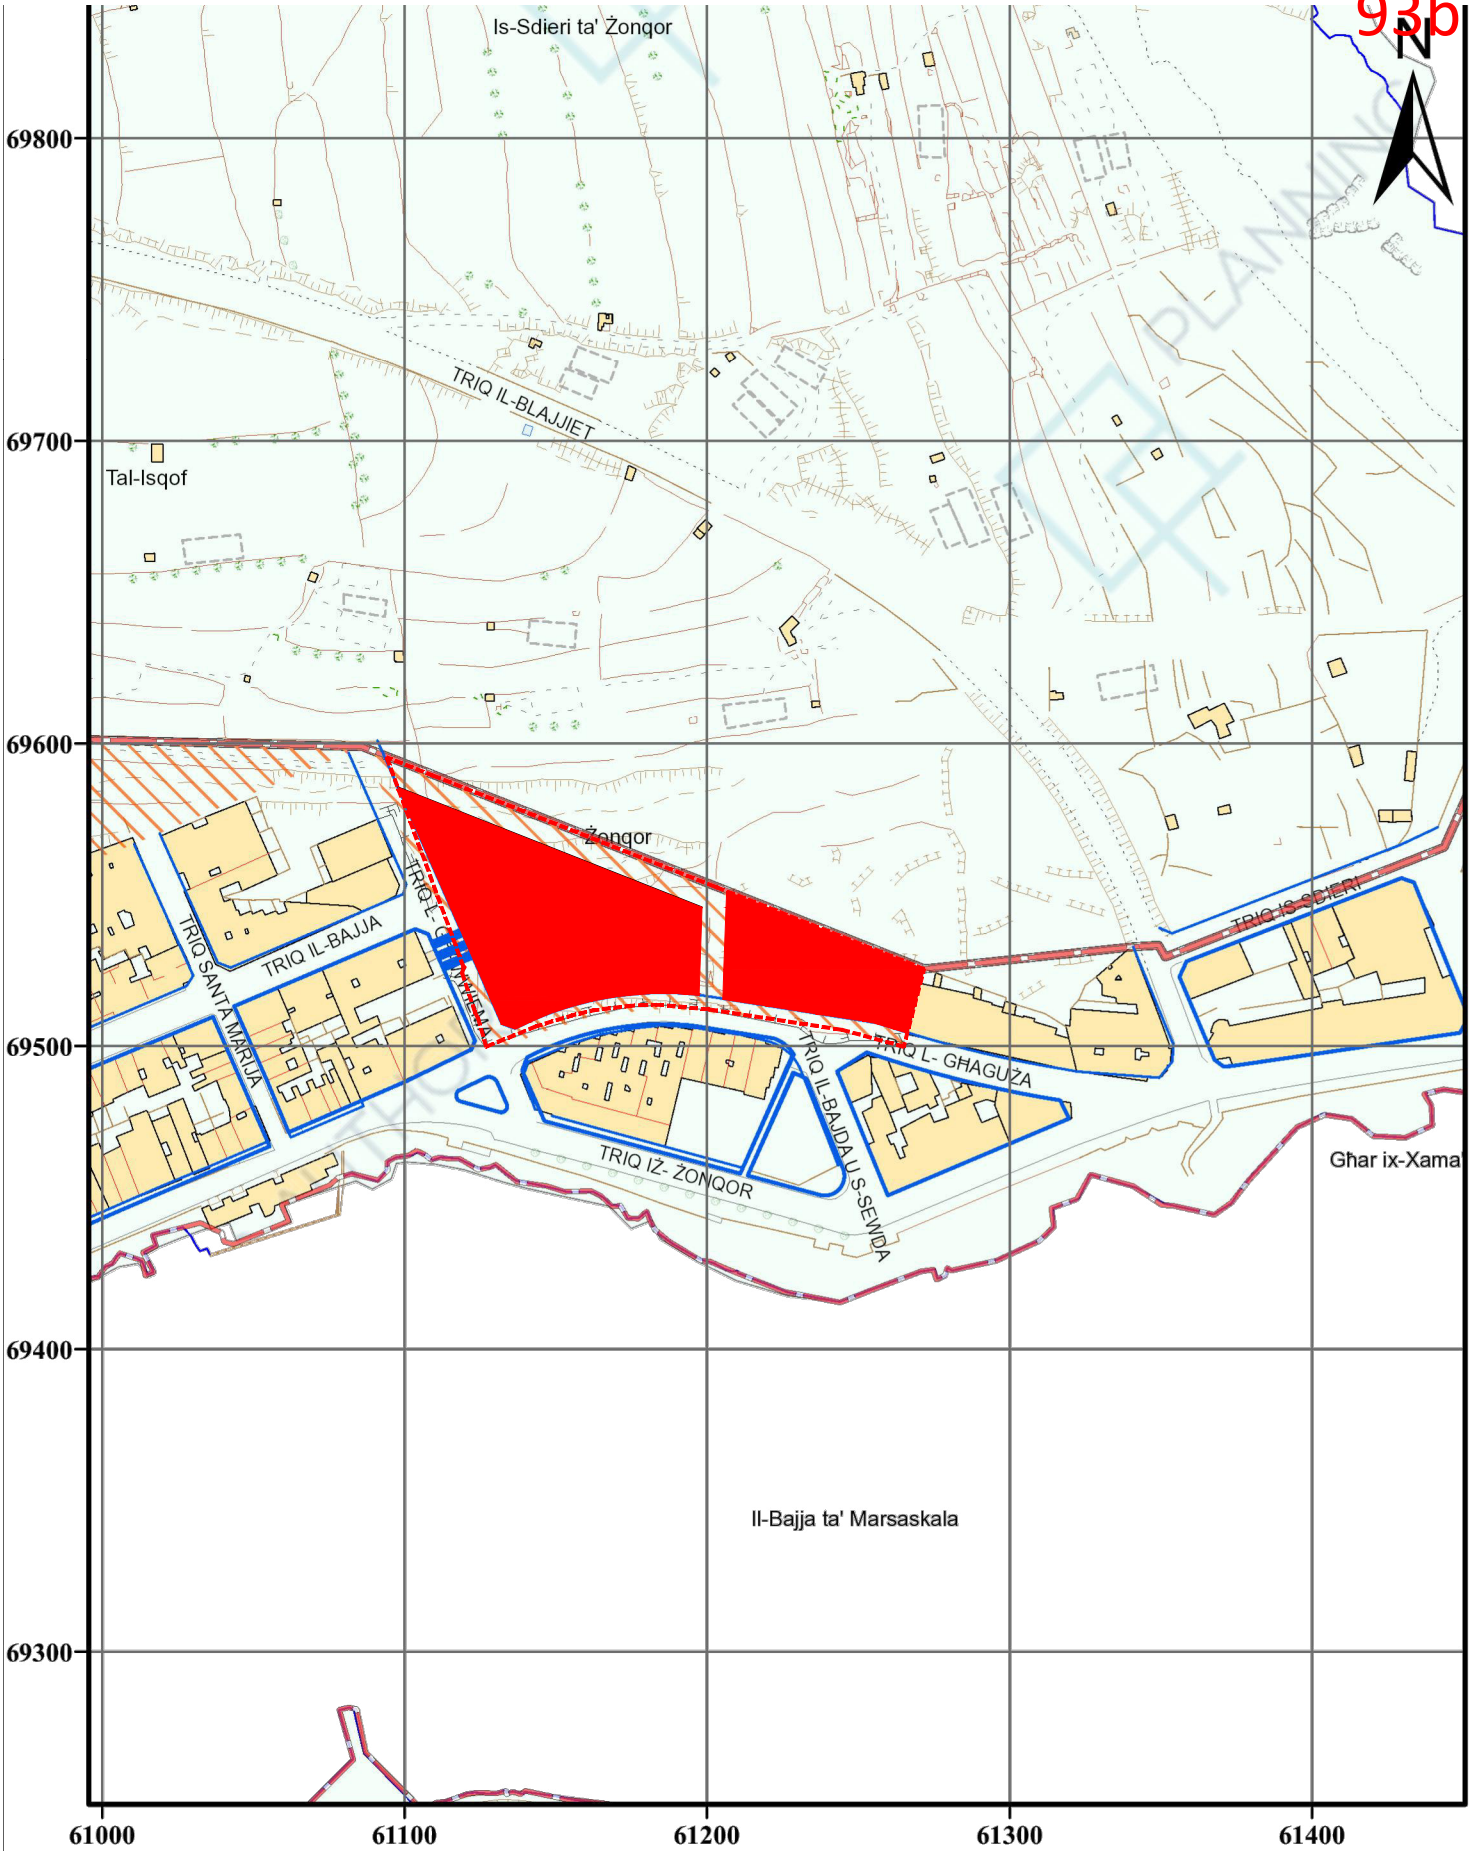 93b
Is-Sdieri ta' Żonqor
N
69800
PLANNING
TRIQ IL-BLAJJIET
69700
Tal-Isqof
69600
Żonqor
TRIQ L-
TRIQ IS-SDIERI
TRIQ SANTA MARIJA
TRIQ IL-BAJJA
69500
TRIQ L- GĦAGUŻA
TRIQ IL-BAJDA U S-SEWDA
TRIQ IŻ- ŻONQOR
Għar ix-Xama'
69400
Il-Bajja ta' Marsaskala
69300
61000
61100
61200
61300
61400